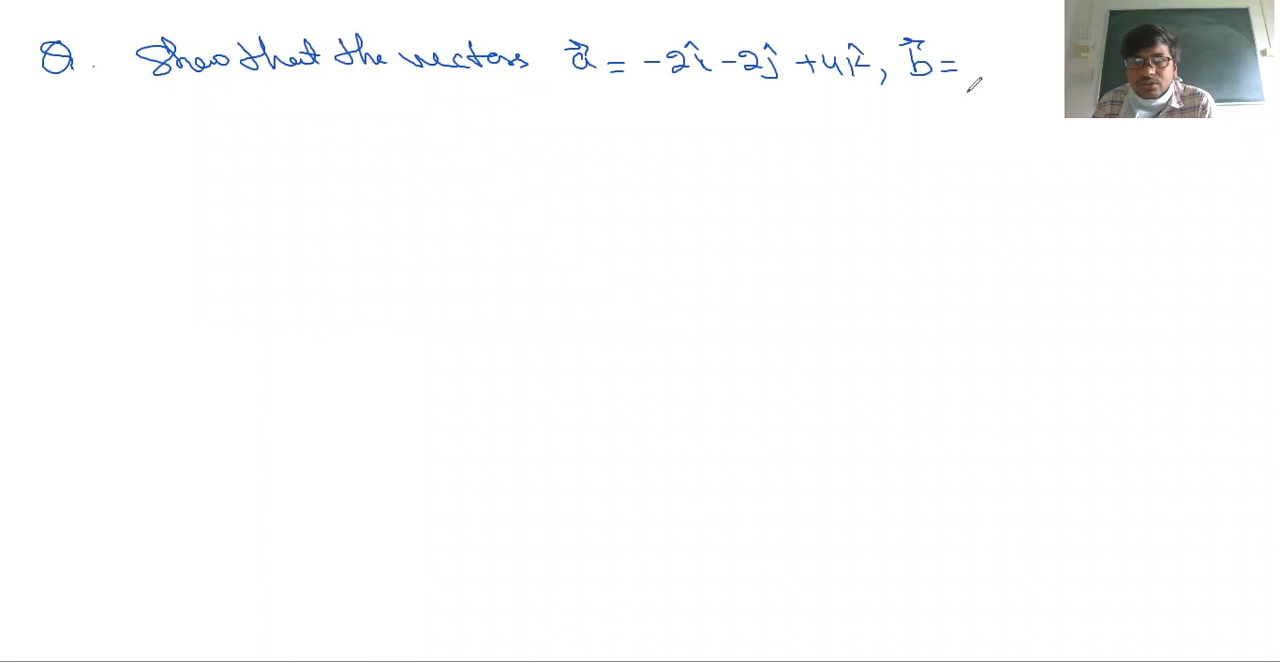 Q. Show that the vectors a⃗ = -2î - 2ĵ + 4k̂, b⃗ =